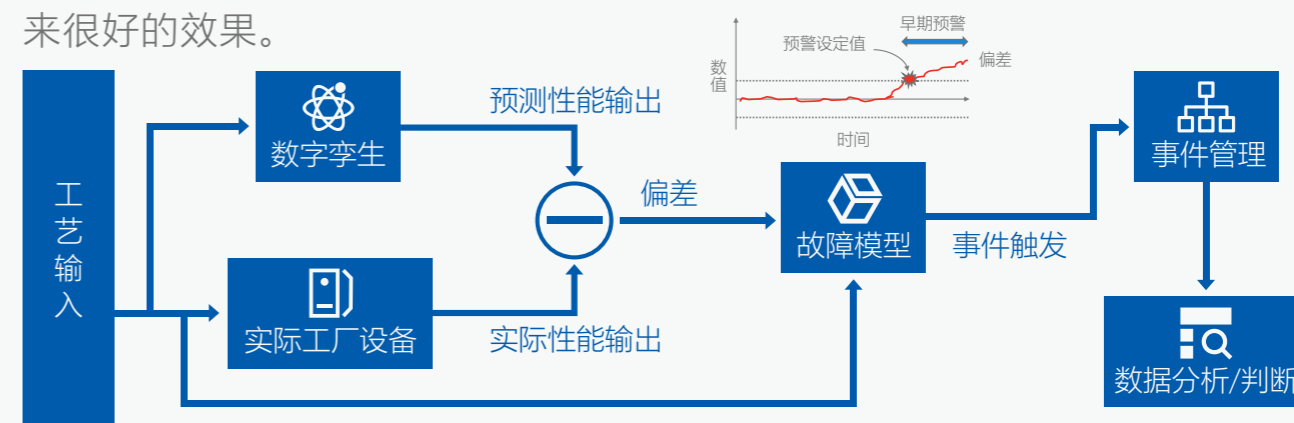 来很好的效果。
早期预警
预警设定值
偏差
数值
时间
工艺输入
数字孪生
预测性能输出
偏差
故障模型
事件触发
事件管理
实际工厂设备
实际性能输出
数据分析/判断